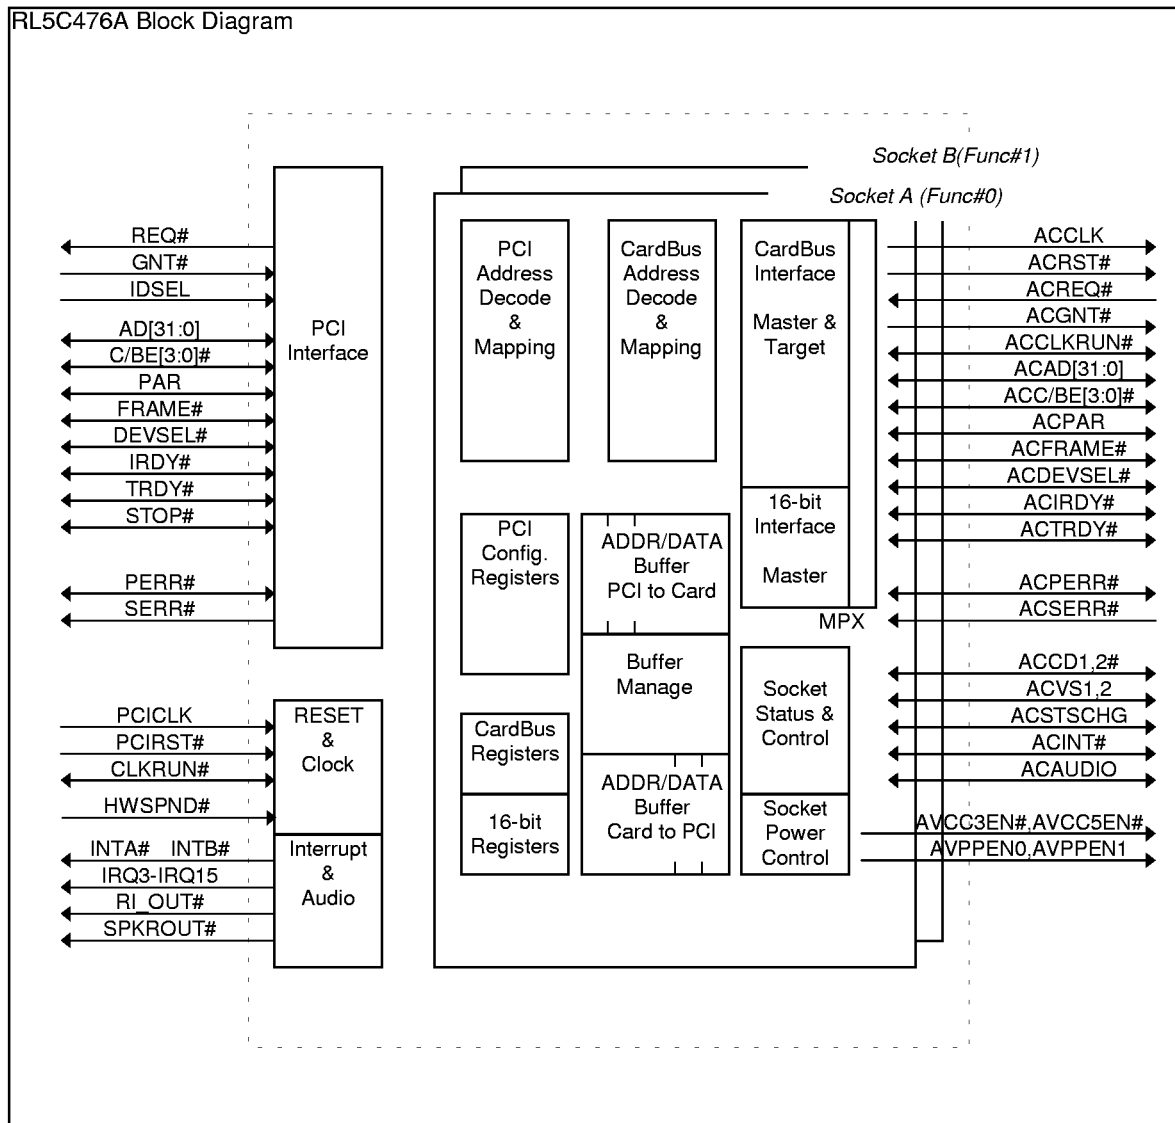 RL5C476A Block Diagram
Socket B(Func#1)
Socket A (Func#0)
REQ#
GNT#
IDSEL
AD[31:0]
C/BE[3:0]#
PAR
FRAME#
DEVSEL#
IRDY#
TRDY#
STOP#
PERR#
SERR#
PCI
Interface
PCICLK
PCIRST#
CLKRUN#
HWSPND#
RESET
&
Clock
INTA# INTB#
IRQ3-IRQ15
RI_OUT#
SPKROUT#
Interrupt
&
Audio
PCI
Address
Decode
&
Mapping
CardBus
Address
Decode
&
Mapping
CardBus
Interface
Master &
Target
16-bit
Interface
Master
MPX
PCI
Config.
Registers
ADDR/DATA
Buffer
PCI to Card
Buffer
Manage
ADDR/DATA
Buffer
Card to PCI
CardBus
Registers
16-bit
Registers
Socket
Status &
Control
Socket
Power
Control
ACCLK
ACRST#
ACREQ#
ACGNT#
ACCLKRUN#
ACAD[31:0]
ACC/BE[3:0]#
ACPAR
ACFRAME#
ACDEVSEL#
ACIRDY#
ACTRDY#
ACPERR#
ACSERR#
ACCD1,2#
ACVS1,2
ACSTSCHG
ACINT#
ACAUDIO
AVCC3EN#,AVCC5EN#
AVPPEN0,AVPPEN1